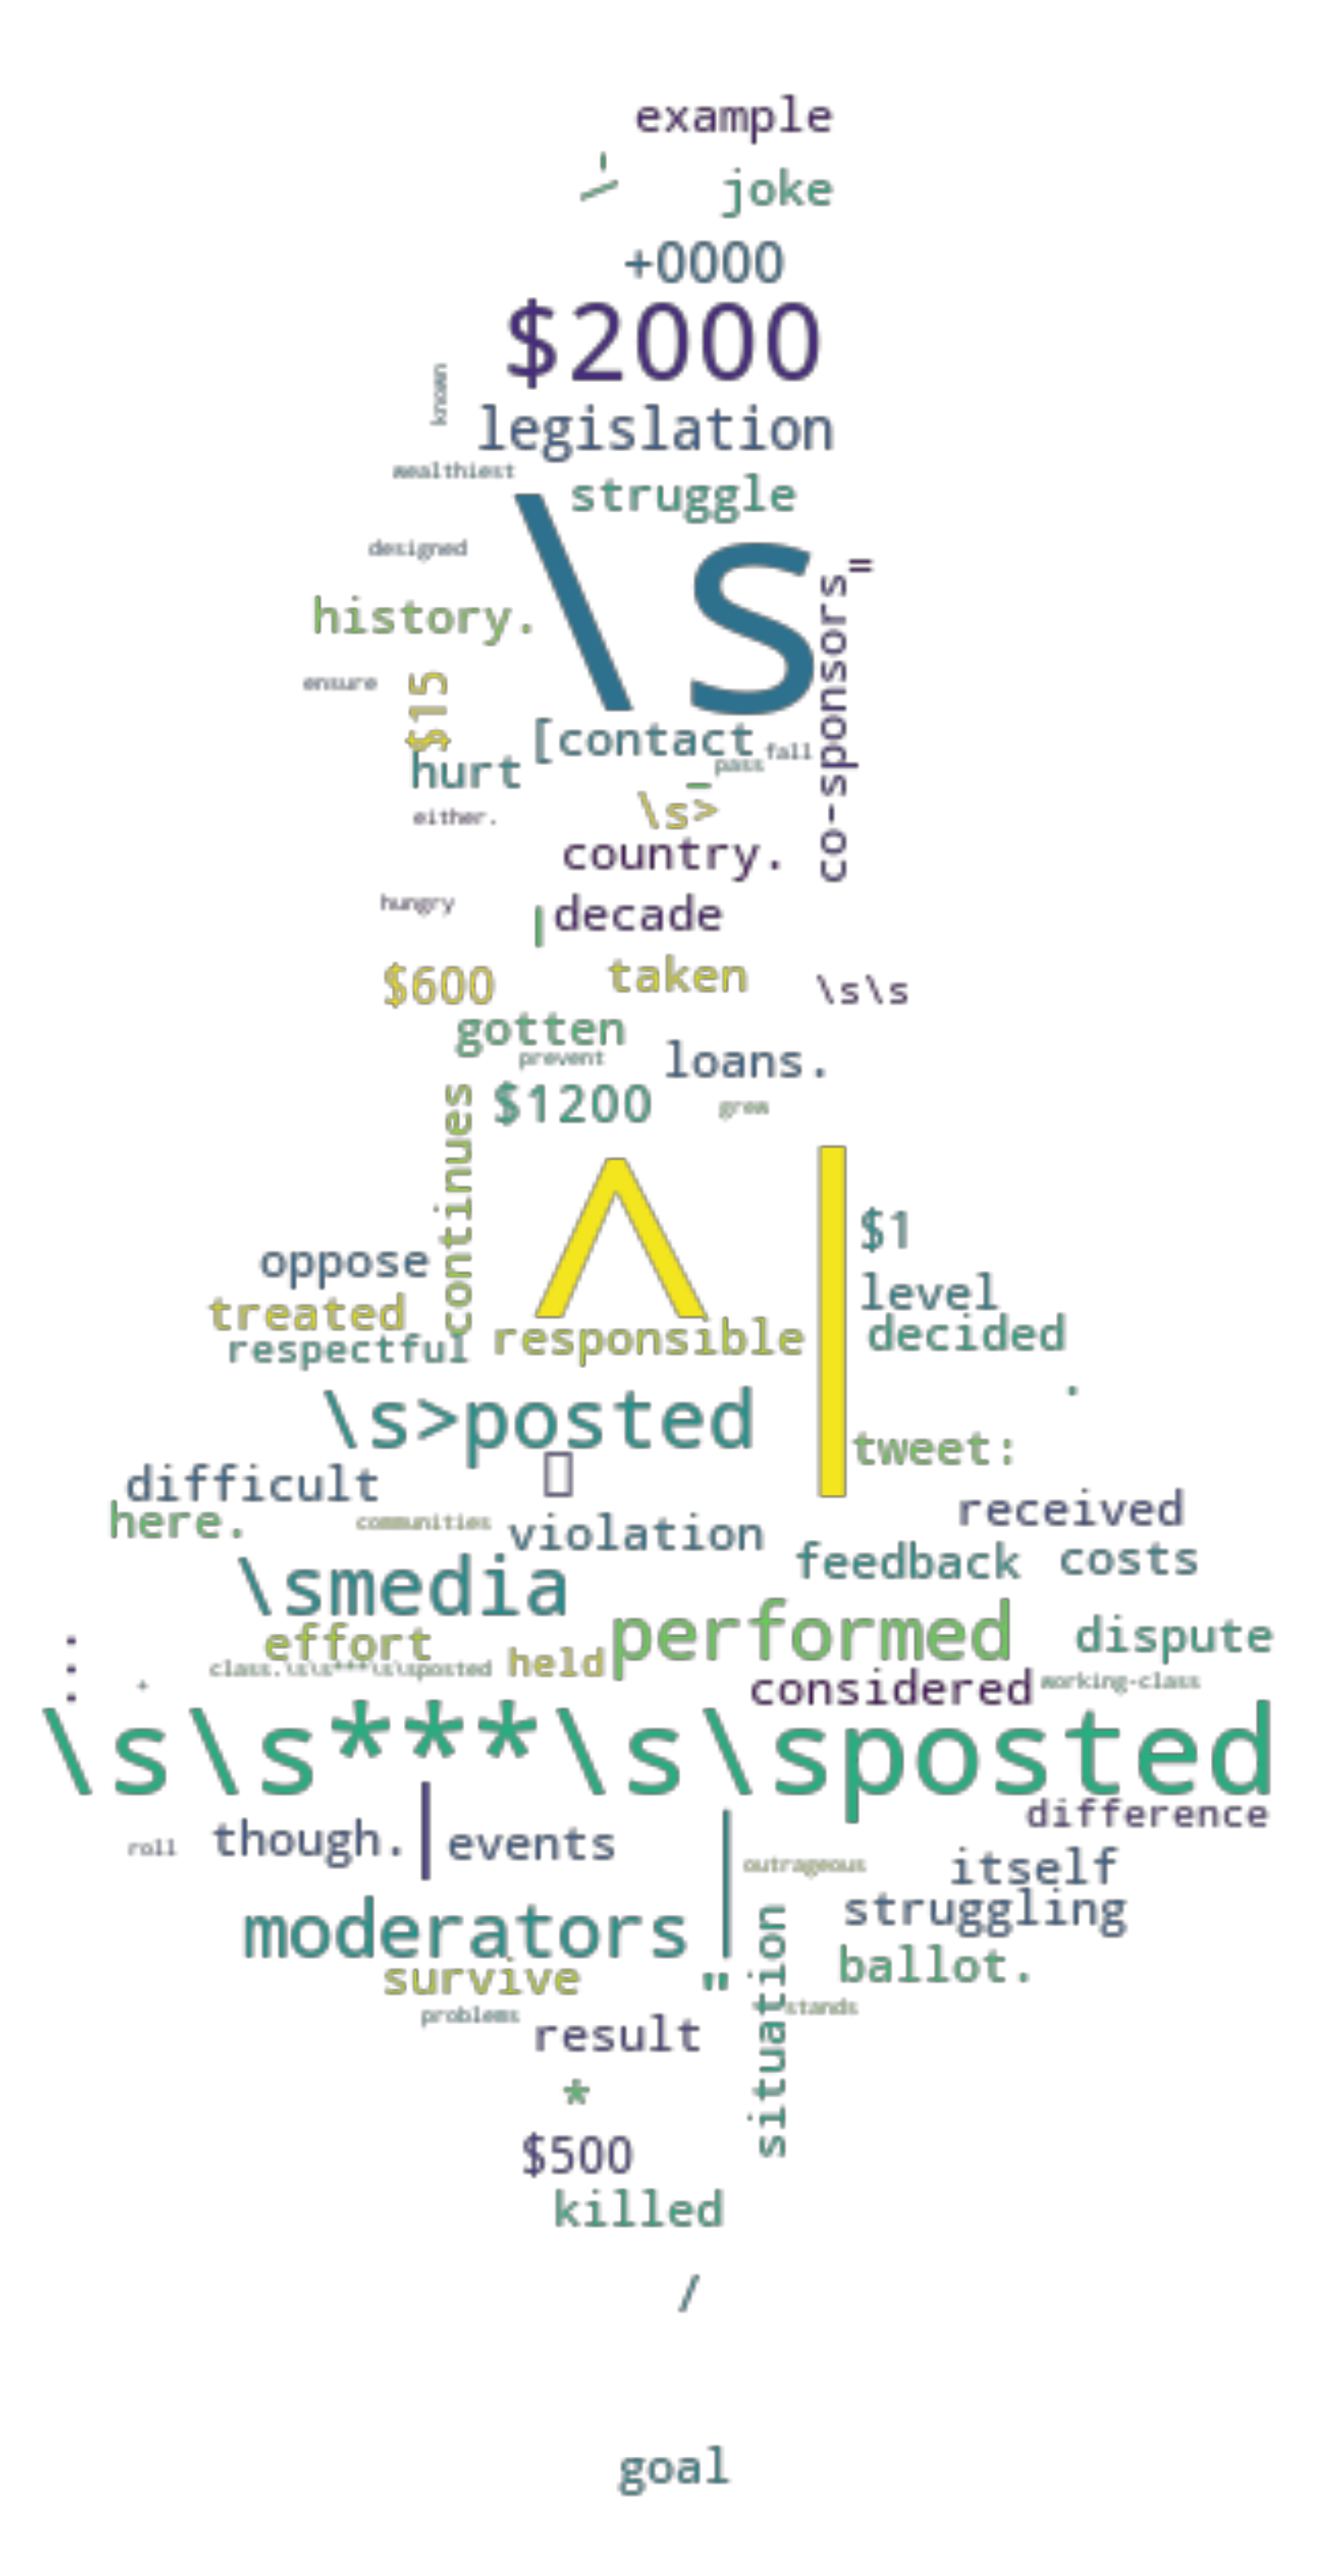 example
joke
+0000
$2000
known
legislation
wealthiest
struggle
\s
designed
=
co-sponsors
history.
ensure
$15
[contact
fall
pass
hurt
_
\s>
either.
country.
hungry
|
decade
$600
taken
\s\s
gotten
prevent
loans.
$1200
grew
continues
^
|
$1
oppose
level
treated
decided
respectful
responsible
.
\s>posted
tweet:
difficult
received
here.
communities
violation
feedback
costs
\smedia
performed
dispute
effort
class.\s\s***\s\sposted
held
+
considered
working-class
\s\s***\s\sposted
difference
roll
though.
|
events
outrageous
itself
struggling
moderators
situation
ballot.
survive
"
stands
problems
result
*
$500
killed
/
goal